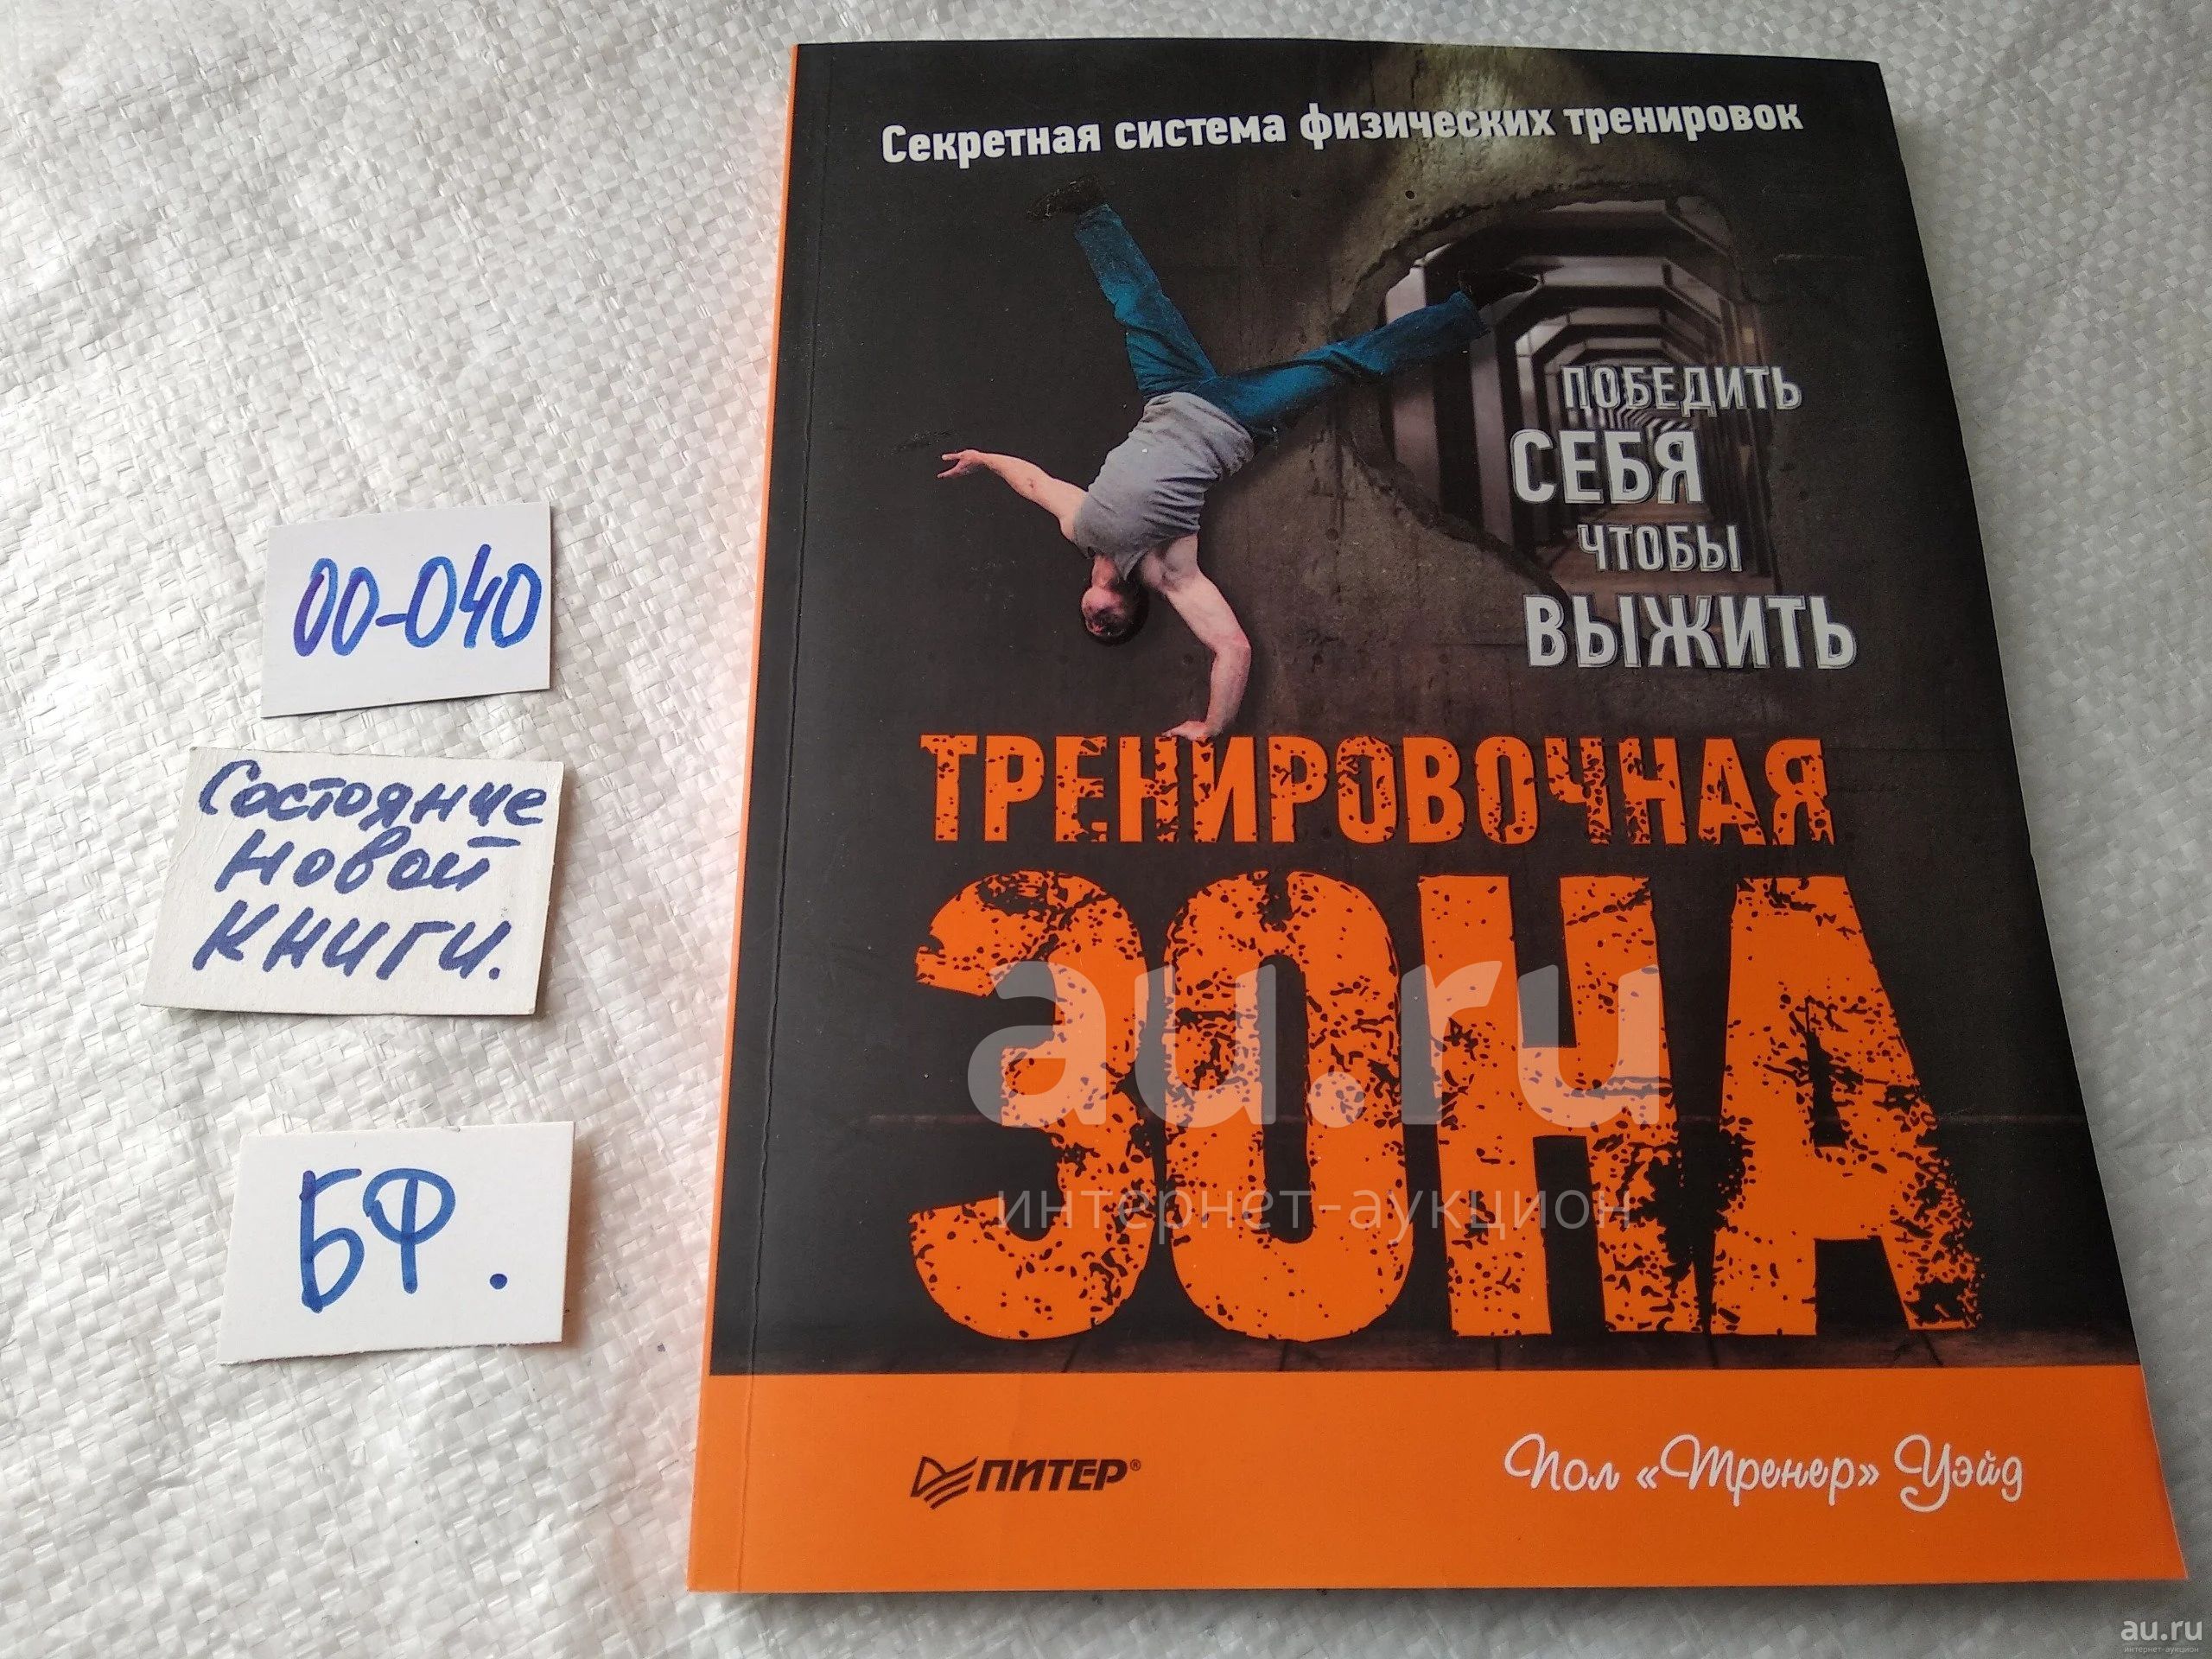 Секретная система физических тренировок
ПОБЕДИТЬ
СЕБЯ
ЧТОБЫ
ВЫЖИТЬ
ТРЕНИРОВОЧНАЯ
ЗОНА
ПИТЕР®
Пол «Тренер» Уэйд
00-040
Состояние
новой
книги.
БФ.
au.ru
интернет-аукцион
au.ru
интернет-аукцион